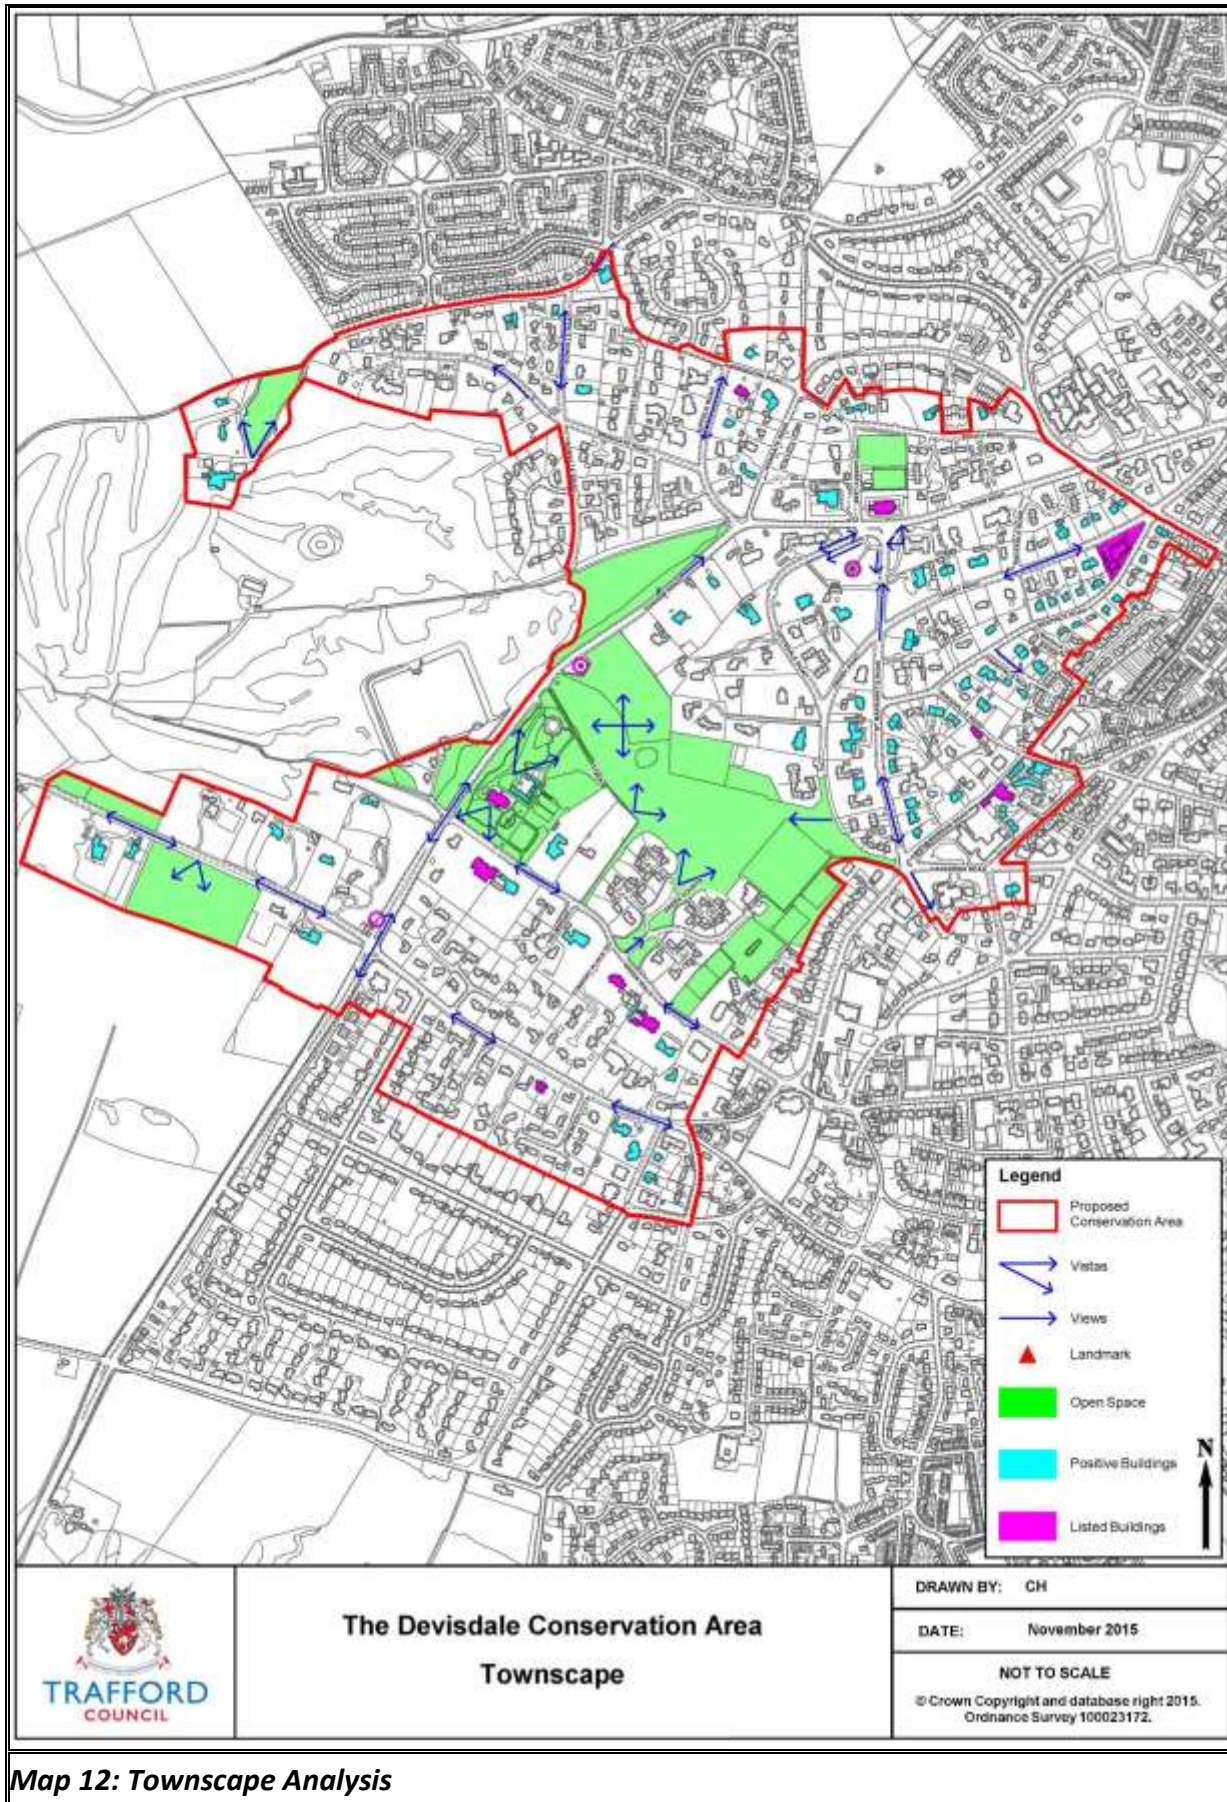 Legend
Proposed
Conservation Area
Vistas
Views
Landmark
Open Space
Positive Buildings
Listed Buildings
N
TRAFFORD
COUNCIL
The Devisdale Conservation Area
Townscape
DRAWN BY: CH
DATE: November 2015
NOT TO SCALE
© Crown Copyright and database right 2015.
Ordnance Survey 100023172.
Map 12: Townscape Analysis